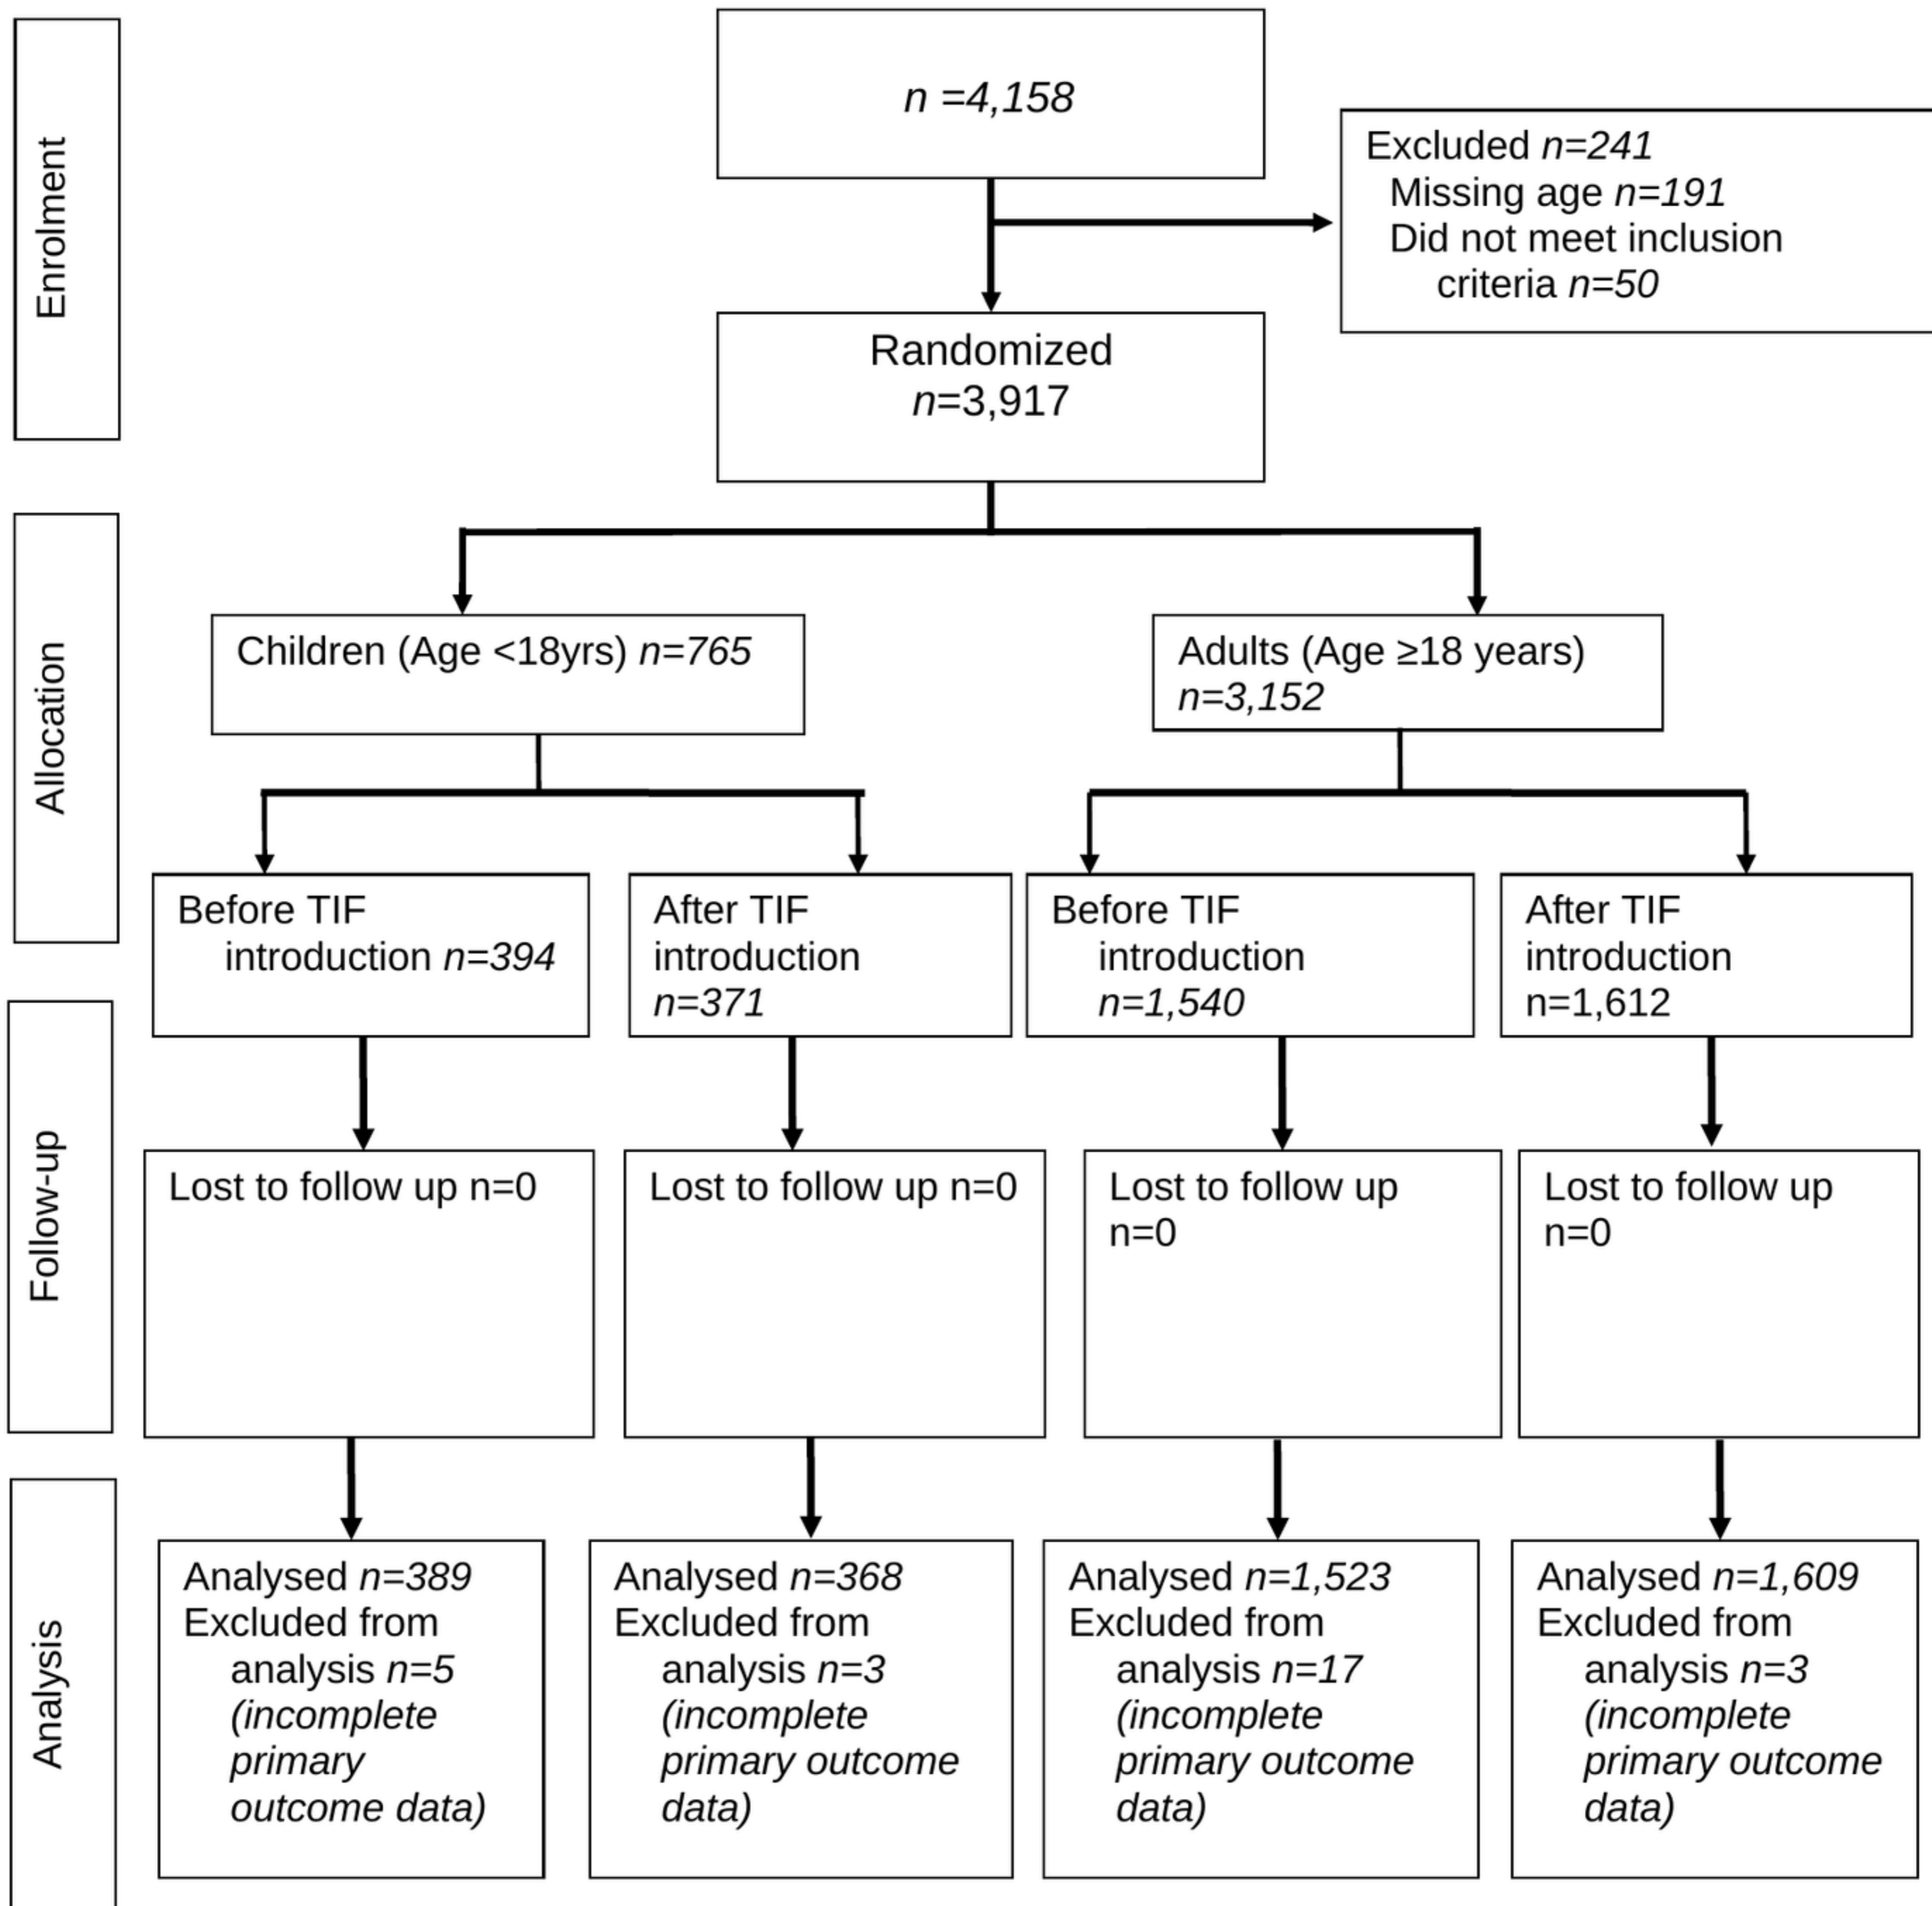 Enrolment
n =4,158
Excluded n=241
Missing age n=191
Did not meet inclusion
criteria n=50
Randomized
n=3,917
Allocation
Children (Age <18yrs) n=765
Adults (Age ≥18 years)
n=3,152
Before TIF
introduction n=394
After TIF
introduction
n=371
Before TIF
introduction
n=1,540
After TIF
introduction
n=1,612
Follow-up
Lost to follow up n=0
Lost to follow up n=0
Lost to follow up
n=0
Lost to follow up
n=0
Analysis
Analysed n=389
Excluded from
analysis n=5
(incomplete
primary
outcome data)
Analysed n=368
Excluded from
analysis n=3
(incomplete
primary outcome
data)
Analysed n=1,523
Excluded from
analysis n=17
(incomplete
primary outcome
data)
Analysed n=1,609
Excluded from
analysis n=3
(incomplete
primary outcome
data)